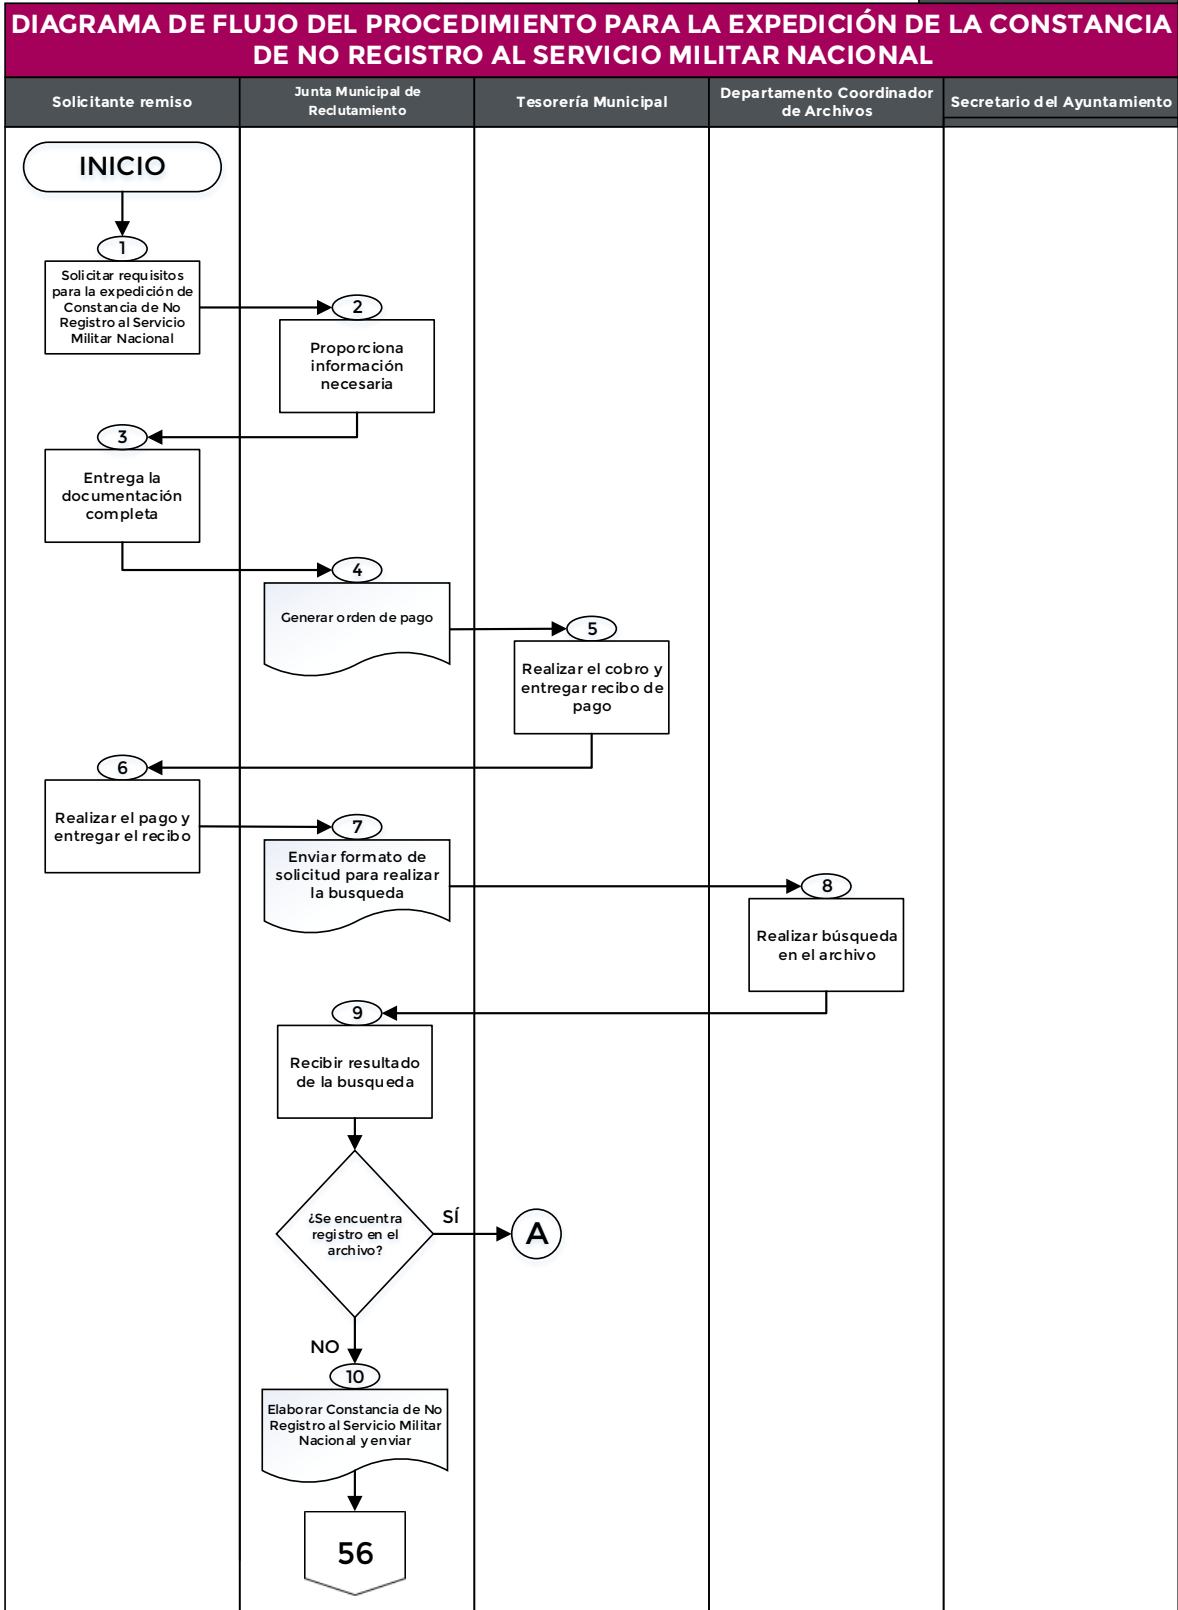 DIAGRAMA DE FLUJO DEL PROCEDIMIENTO PARA LA EXPEDICIÓN DE LA CONSTANCIA
DE NO REGISTRO AL SERVICIO MILITAR NACIONAL
Solicitante remiso
Junta Municipal de
Reclutamiento
Tesorería Municipal
Departamento Coordinador
de Archivos
Secretario del Ayuntamiento
INICIO
1
Solicitar requisitos
para la expedición de
Constancia de No
Registro al Servicio
Militar Nacional
2
Proporciona
información
necesaria
3
Entrega la
documentación
completa
4
Generar orden de pago
5
Realizar el cobro y
entregar recibo de
pago
6
Realizar el pago y
entregar el recibo
7
Enviar formato de
solicitud para realizar
la busqueda
8
Realizar búsqueda
en el archivo
9
Recibir resultado
de la busqueda
¿Se encuentra
registro en el
archivo?
SÍ
A
NO
10
Elaborar Constancia de No
Registro al Servicio Militar
Nacional y enviar
56